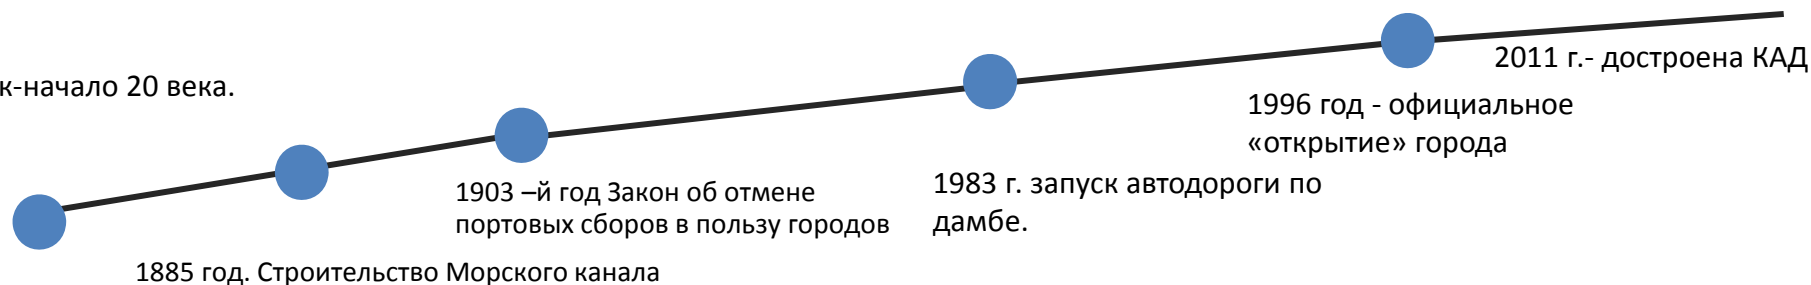 к-начало 20 века.
1885 год. Строительство Морского канала
1903 –й год Закон об отмене
портовых сборов в пользу городов
1983 г. запуск автодороги по
дамбе.
1996 год - официальное
«открытие» города
2011 г.- достроена КАД